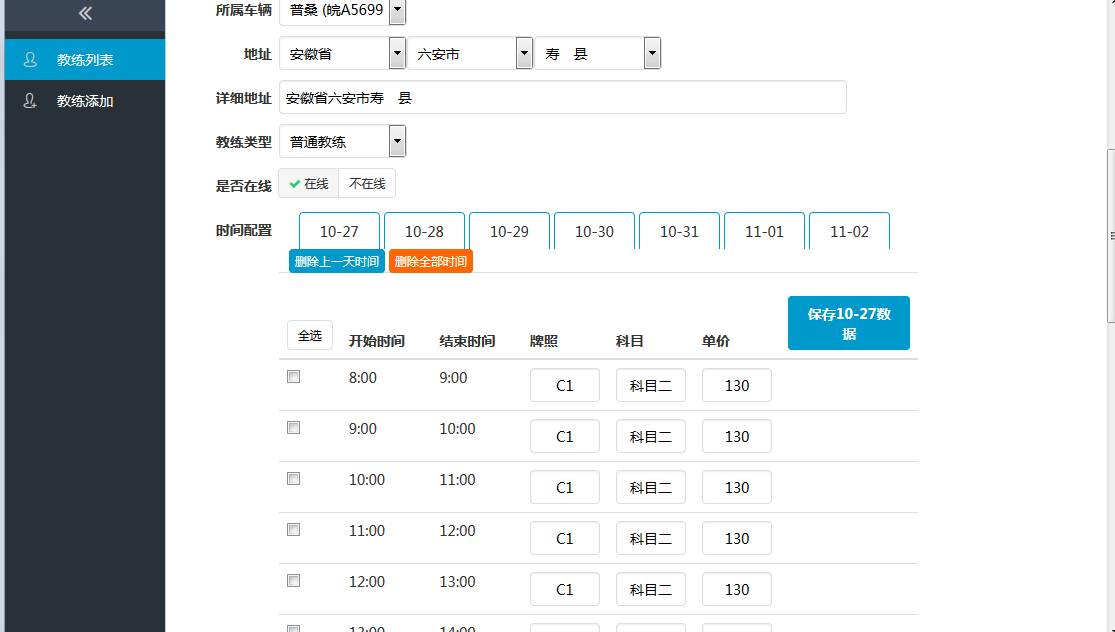 教练列表
教练添加
所属车辆 普桑 (皖A5699
地址 安徽省 六安市 寿 县
详细地址 安徽省六安市寿 县
教练类型 普通教练
是否在线 在线 不在线
时间配置 10-27 10-28 10-29 10-30 10-31 11-01 11-02
删除上一天时间 删除全部时间
全选 开始时间 结束时间 牌照 科目 单价 保存10-27数
据
8:00 9:00 C1 科目二 130
9:00 10:00 C1 科目二 130
10:00 11:00 C1 科目二 130
11:00 12:00 C1 科目二 130
12:00 13:00 C1 科目二 130
13:00 14:00